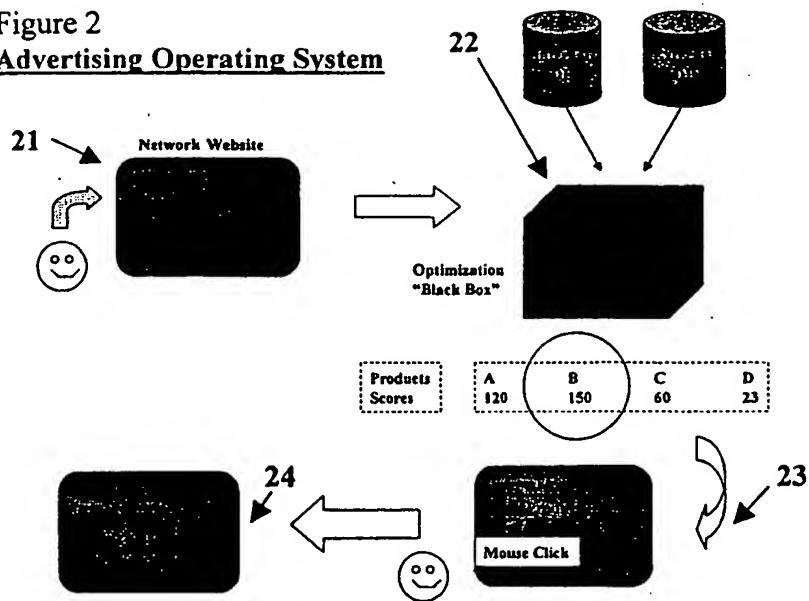 Figure 2
Advertising Operating System
22
21
Network Website
Optimization
"Black Box"
Products A B C D
Scores 120 150 60 23
24
23
Mouse Click